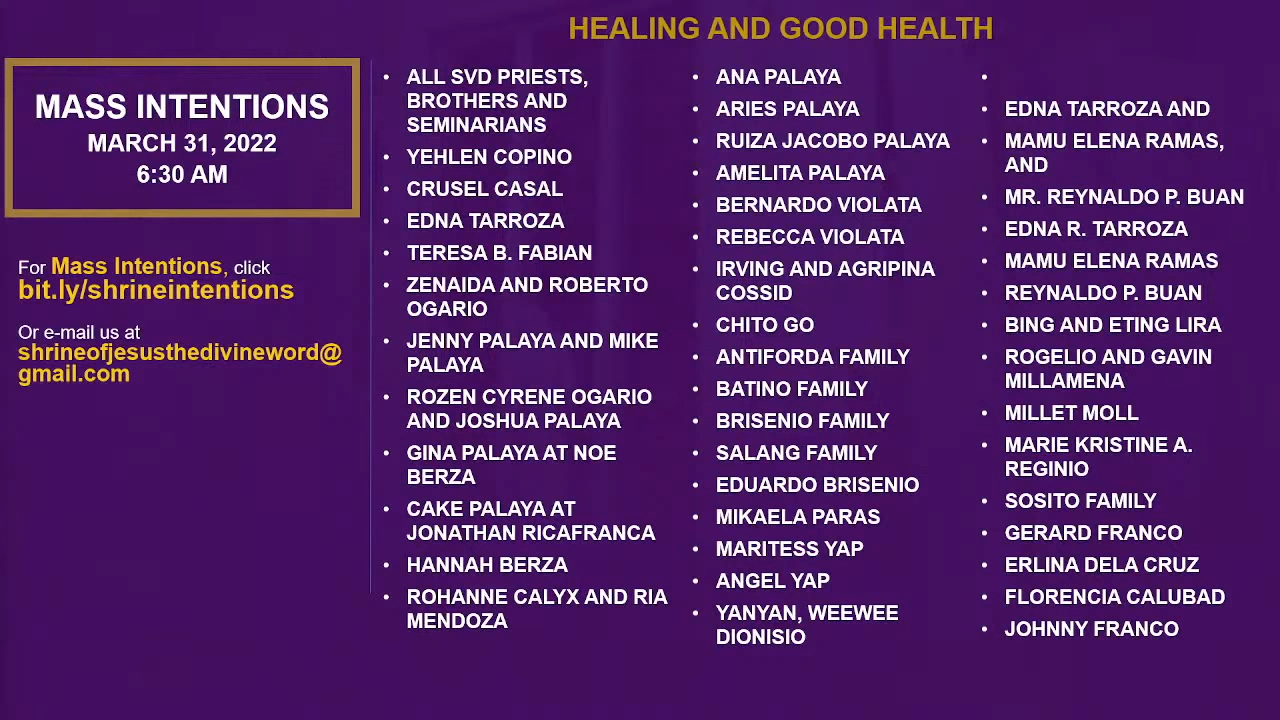 HEALING AND GOOD HEALTH
MASS INTENTIONS
MARCH 31, 2022
6:30 AM
For Mass Intentions, click
bit.ly/shrineintentions
Or e-mail us at
shrineofjesusthedivineword@
gmail.com
• ALL SVD PRIESTS,
BROTHERS AND
SEMINARIANS
• YEHLEN COPINO
• CRUSEL CASAL
• EDNA TARROZA
• TERESA B. FABIAN
• ZENAIDA AND ROBERTO
OGARIO
• JENNY PALAYA AND MIKE
PALAYA
• ROZEN CYRENE OGARIO
AND JOSHUA PALAYA
• GINA PALAYA AT NOE
BERZA
• CAKE PALAYA AT
JONATHAN RICAFRANCA
• HANNAH BERZA
• ROHANNE CALYX AND RIA
MENDOZA
• ANA PALAYA
• ARIES PALAYA
• RUIZA JACOBO PALAYA
• AMELITA PALAYA
• BERNARDO VIOLATA
• REBECCA VIOLATA
• IRVING AND AGRIPINA
COSSID
• CHITO GO
• ANTIFORDA FAMILY
• BATINO FAMILY
• BRISENIO FAMILY
• SALANG FAMILY
• EDUARDO BRISENIO
• MIKAELA PARAS
• MARITESS YAP
• ANGEL YAP
• YANYAN, WEEWEE
DIONISIO
•
• EDNA TARROZA AND
• MAMU ELENA RAMAS,
AND
• MR. REYNALDO P. BUAN
• EDNA R. TARROZA
• MAMU ELENA RAMAS
• REYNALDO P. BUAN
• BING AND ETING LIRA
• ROGELIO AND GAVIN
MILLAMENA
• MILLET MOLL
• MARIE KRISTINE A.
REGINIO
• SOSITO FAMILY
• GERARD FRANCO
• ERLINA DELA CRUZ
• FLORENCIA CALUBAD
• JOHNNY FRANCO